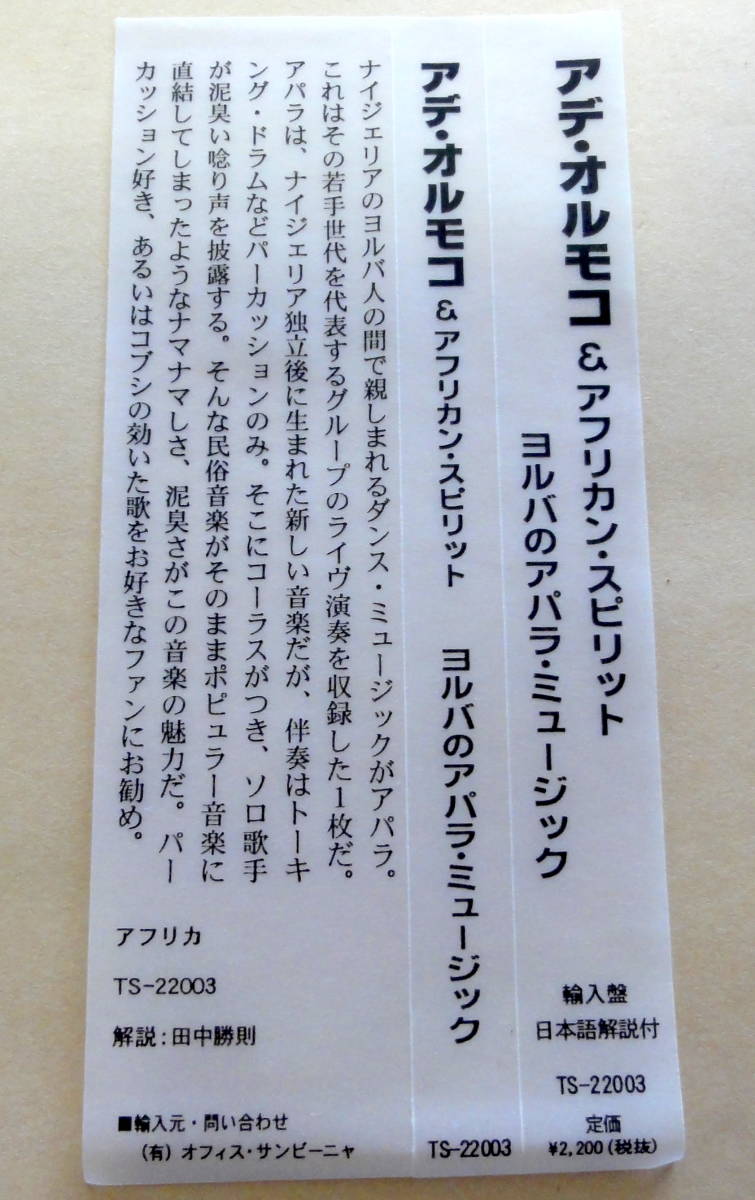 アデ・オルモコ & アフリカン・スピリット
ヨルバのアパラ・ミュージック
輸入盤
日本語解説付
TS-22003
定価
¥2,200(税抜)
アデ・オルモコ & アフリカン・スピリット ヨルバのアパラ・ミュージック
TS-22003
ナイジェリアのヨルバ人の間で親しまれるダンス・ミュージックがアパラ。
これはその若手世代を代表するグループのライヴ演奏を収録した1枚だ。
アパラは、ナイジェリア独立後に生まれた新しい音楽だが、伴奏はトーキ
ング・ドラムなどパーカッションのみ。そこにコーラスがつき、ソロ歌手
が泥臭い唸り声を披露する。そんな民俗音楽がそのままポピュラー音楽に
直結してしまったようなナマナマしさ、泥臭さがこの音楽の魅力だ。パー
カッション好き、あるいはコブシの効いた歌をお好きなファンにお勧め。
アフリカ
TS-22003
解説:田中勝則
■輸入元・問い合わせ
(有)オフィス・サンビーニャ